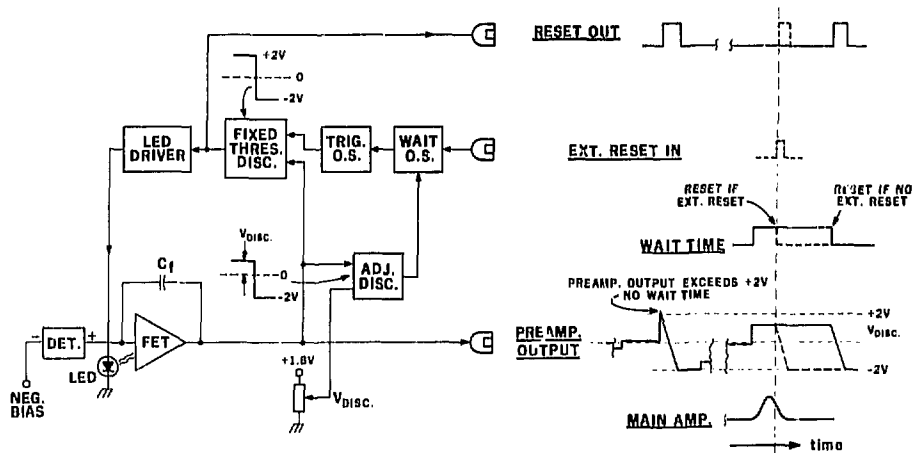 RESET OUT
+2V
0
-2V
LED
DRIVER
FIXED
THRES.
DISC.
TRIG.
O.S.
WAIT
O.S.
EXT. RESET IN
RESET IF
EXT. RESET
RESET IF NO
EXT. RESET
WAIT TIME
VDISC.
0
-2V
ADJ.
DISC.
Cf
PREAMP. OUTPUT EXCEEDS +2V
NO WAIT TIME
+2V
VDISC.
-2V
PREAMP.
OUTPUT
-
DET.
+
FET
LED
NEG.
BIAS
+1.8V
VDISC.
MAIN AMP.
time